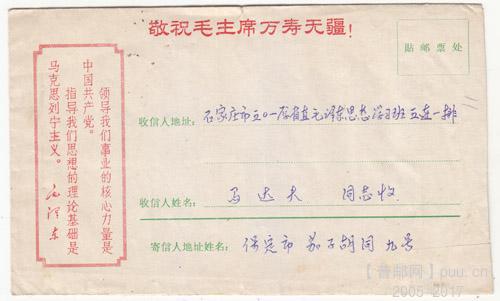 敬祝毛主席万寿无疆!
贴邮票处
领导我们事业的核心力量是
中国共产党。
指导我们思想的理论基础是
马克思列宁主义。
毛泽东
收信人地址:石家庄市五〇一库省直毛泽东思想学习班五连一排
收信人姓名:马达夫 同志收
寄信人地址姓名:保定市茄子胡同九号
【普邮网】puu.cn
2005-2017